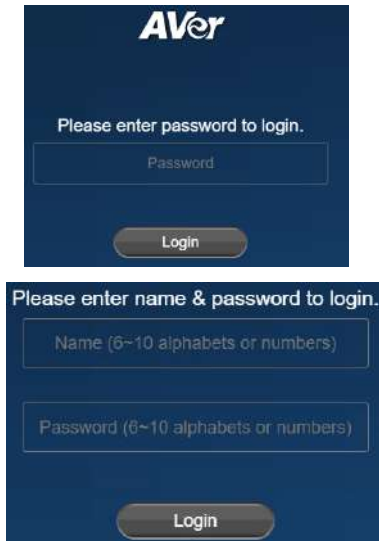 AVer
Please enter password to login.
Password
Login
Please enter name & password to login.
Name (6~10 alphabets or numbers)
Password (6~10 alphabets or numbers)
Login